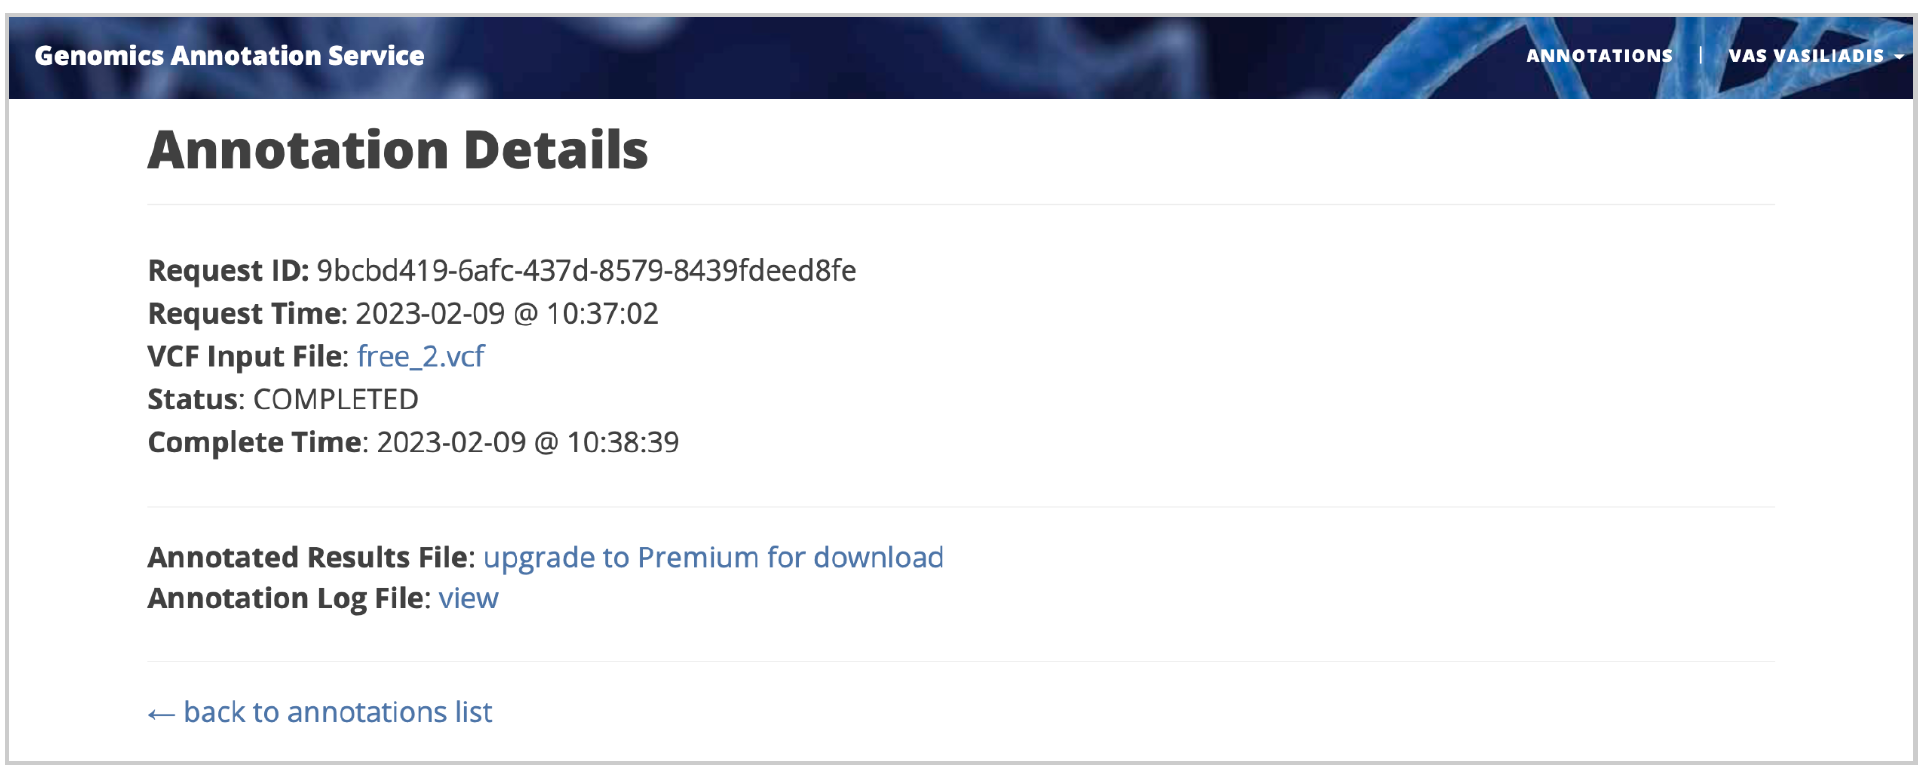 Genomics Annotation Service
ANNOTATIONS | VAS VASILIADIS
Annotation Details
Request ID: 9bcbd419-6afc-437d-8579-8439fdeed8fe
Request Time: 2023-02-09 @ 10:37:02
VCF Input File: free_2.vcf
Status: COMPLETED
Complete Time: 2023-02-09 @ 10:38:39
Annotated Results File: upgrade to Premium for download
Annotation Log File: view
← back to annotations list